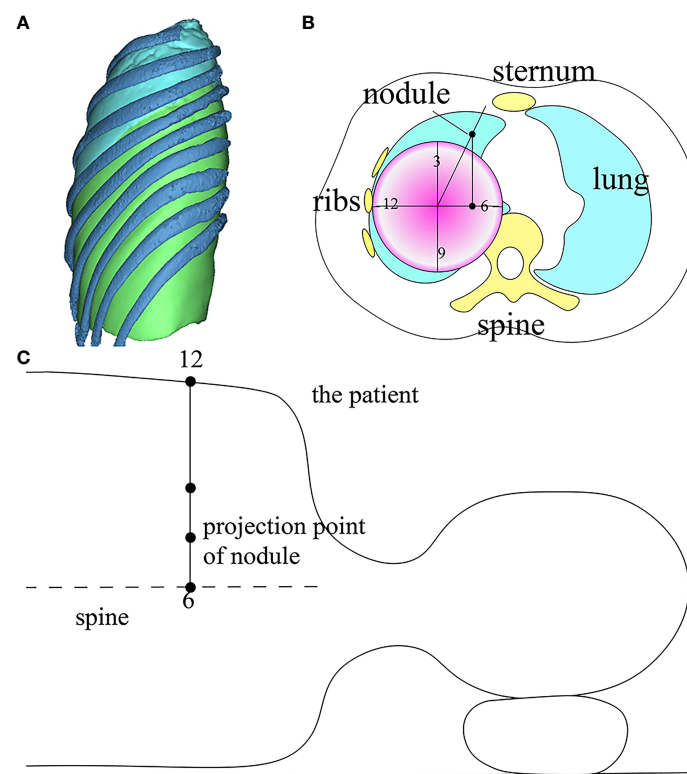 A
B
sternum
nodule
3
lung
ribs
12
6
9
spine
C
12
the patient
projection point
of nodule
6
spine